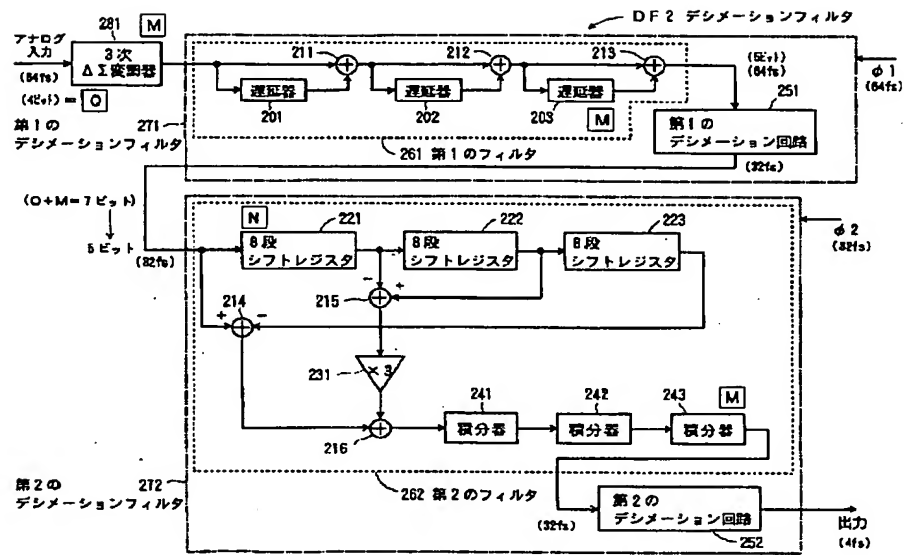 DF2 デシメーションフィルタ
アナログ
入力
(64fs)
281
M
3次
ΔΣ変調器
(4ビット)= Q
211
212
213
遅延器
201
遅延器
202
遅延器
203
M
(64fs)
φ1
(64fs)
251
第1の
デシメーション回路
(32fs)
第1の
デシメーションフィルタ
271
261 第1のフィルタ
(Q+M=7ビット)
5ビット
(32fs)
N
221
8段
シフトレジスタ
222
8段
シフトレジスタ
223
8段
シフトレジスタ
φ2
(32fs)
214
+
−
215
−
+
231
×3
216
241
積分器
242
積分器
243
積分器
M
第2の
デシメーションフィルタ
272
262 第2のフィルタ
(32fs)
第2の
デシメーション回路
252
出力
(4fs)